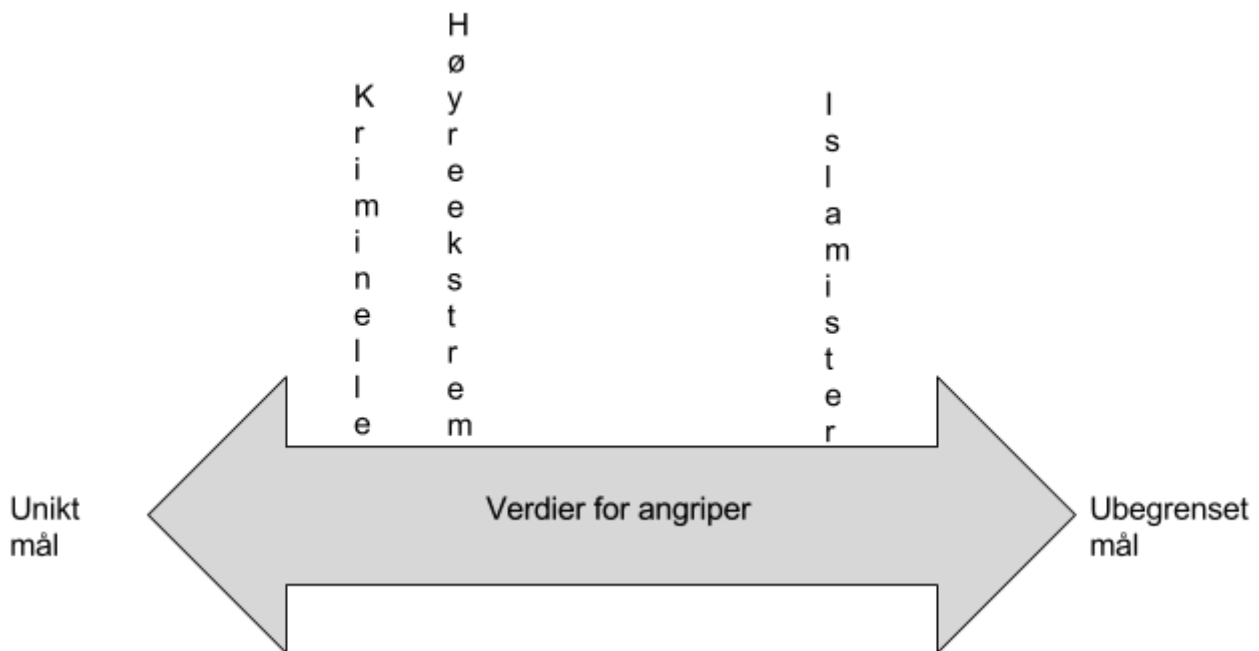 Kriminelle
Høyreekstrem
Islamister
Unikt
mål
Verdier for angriper
Ubegrenset
mål